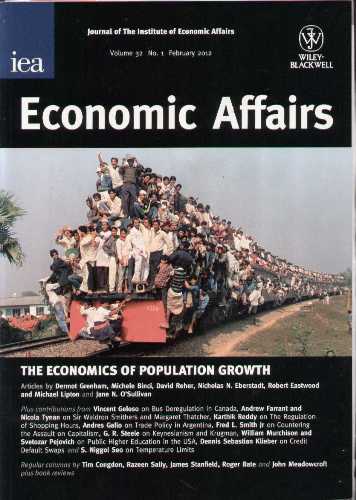 Journal of The Institute of Economic Affairs
iea
Volume 32 No. 1 February 2012
WILEY-
BLACKWELL
Economic Affairs
THE ECONOMICS OF POPULATION GROWTH
Articles by Dermot Grenham, Michele Binci, David Reher, Nicholas N. Eberstadt, Robert Eastwood
and Michael Lipton and Jane N. O'Sullivan
Plus contributions from Vincent Geloso on Bus Deregulation in Canada, Andrew Farrant and
Nicola Tynan on Sir Waldron Smithers and Margaret Thatcher, Karthik Reddy on The Regulation
of Shopping Hours, Andres Gallo on Trade Policy in Argentina, Fred L. Smith Jr on Countering
the Assault on Capitalism, G. R. Steele on Keynesianism and Krugman, William Murchison and
Svetozar Pejovich on Public Higher Education in the USA, Dennis Sebastian Klieber on Credit
Default Swaps and S. Niggol Seo on Temperature Limits
Regular columns by Tim Congdon, Razeen Sally, James Stanfield, Roger Bate and John Meadowcroft
plus book reviews